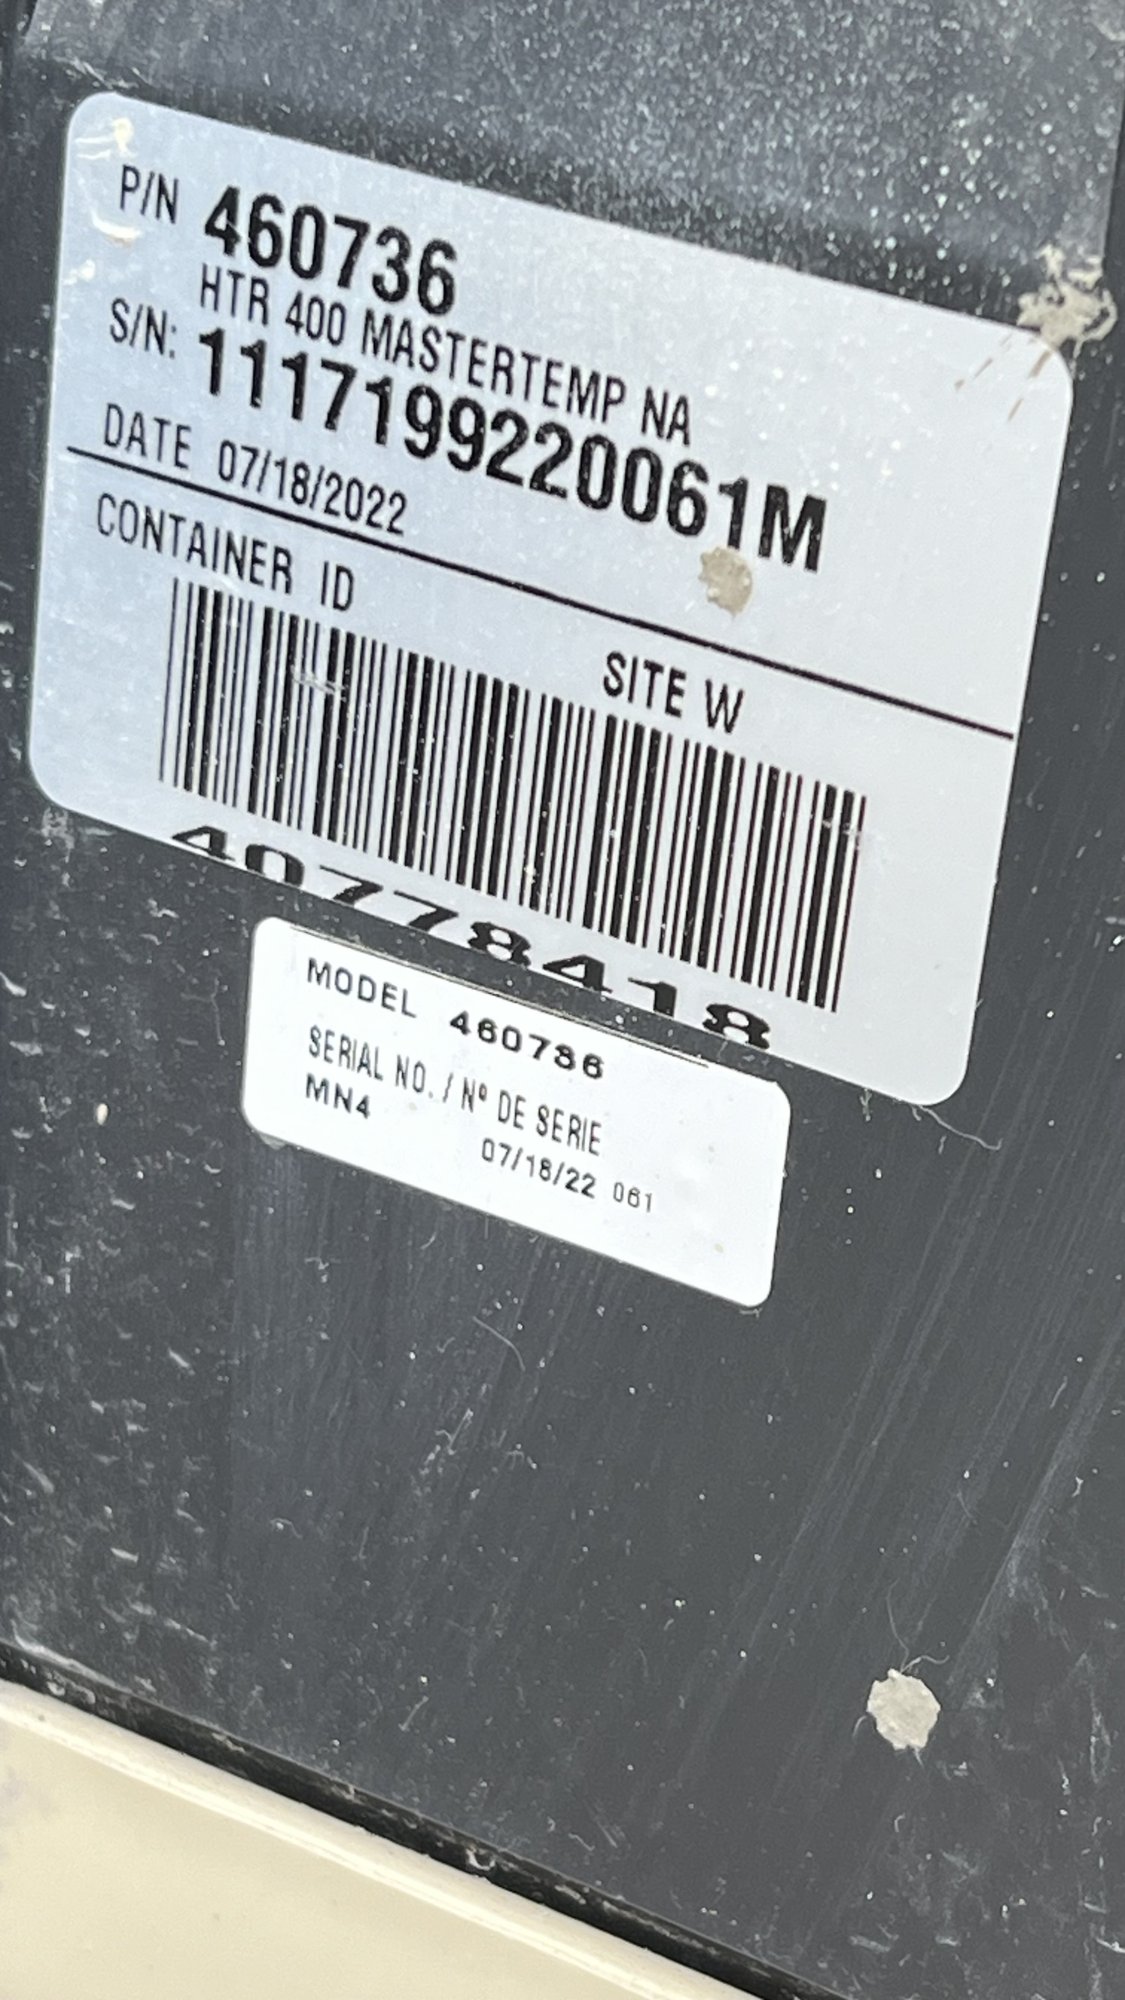 P/N 460736
HTR 400 MASTERTEMP NA
S/N: 1117199220061M
DATE 07/18/2022
CONTAINER ID
SITE W
40778418
MODEL 460736
SERIAL NO. / Nº DE SERIE
MN4
07/18/22 061